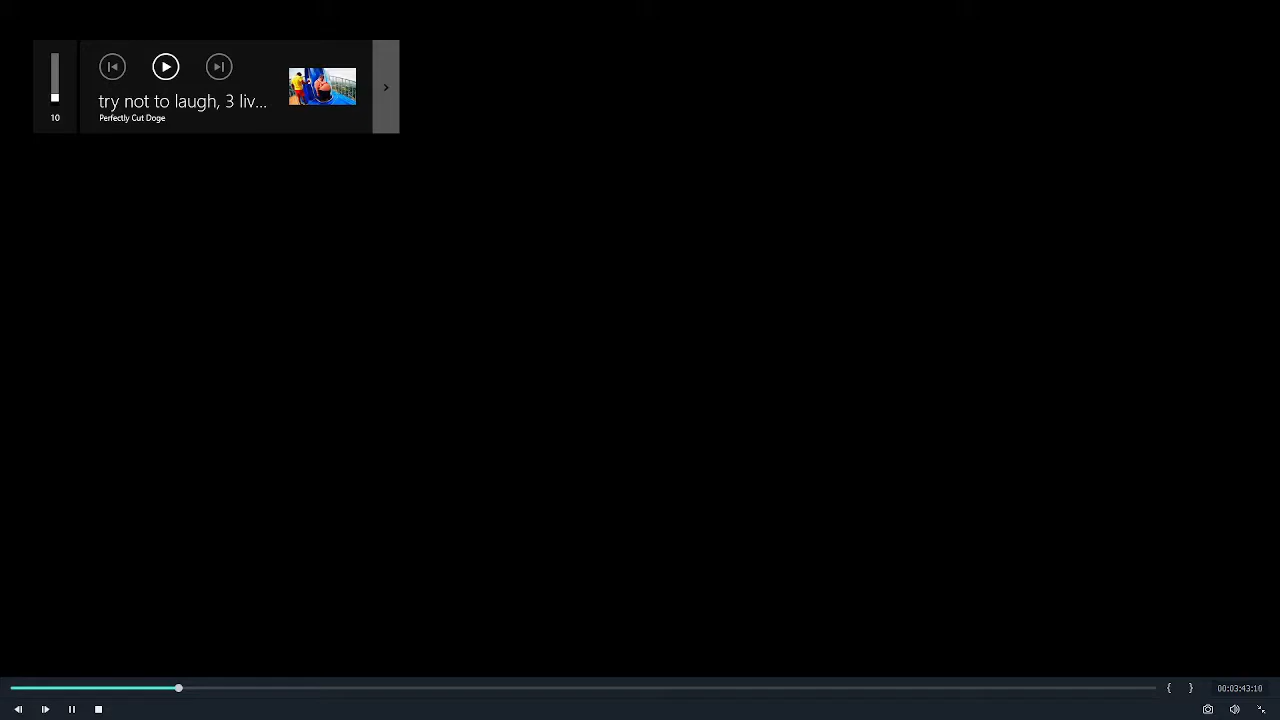 try not to laugh, 3 liv...
Perfectly Cut Doge
10
{ }
00:03:43:10